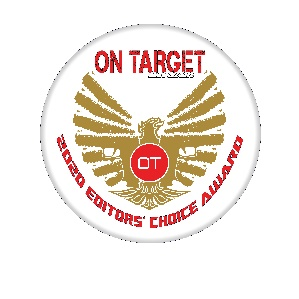 ON TARGET
OT
2020 EDITORS' CHOICE AWARD